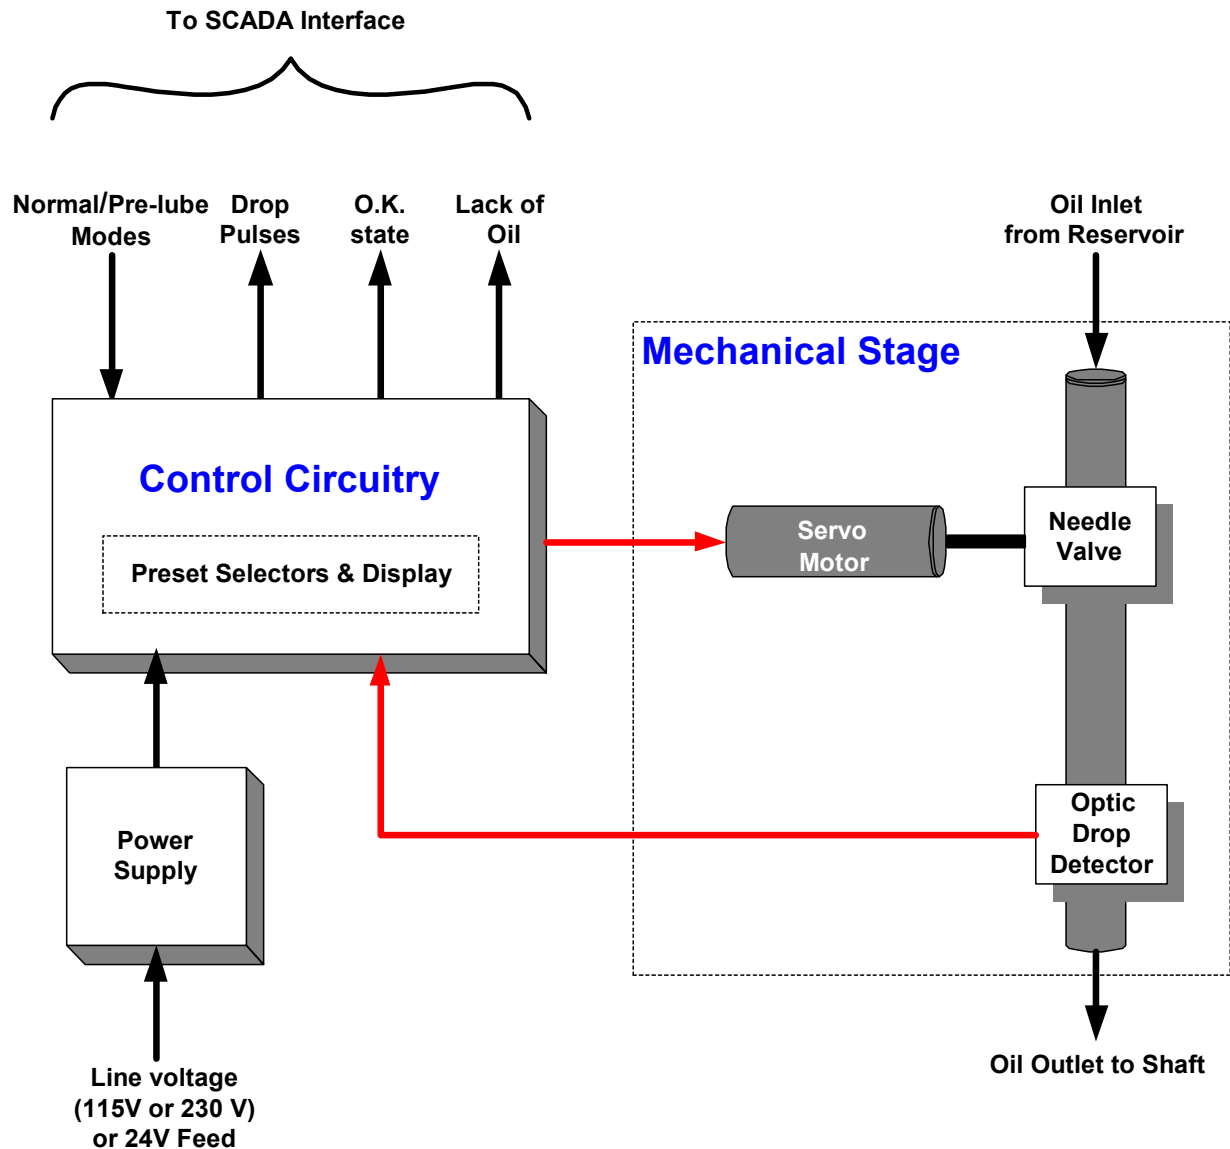 To SCADA Interface
Normal/Pre-lube
Modes
Drop
Pulses
O.K.
state
Lack of
Oil
Oil Inlet
from Reservoir
Mechanical Stage
Control Circuitry
Preset Selectors & Display
Servo
Motor
Needle
Valve
Optic
Drop
Detector
Power
Supply
Oil Outlet to Shaft
Line voltage
(115V or 230 V)
or 24V Feed